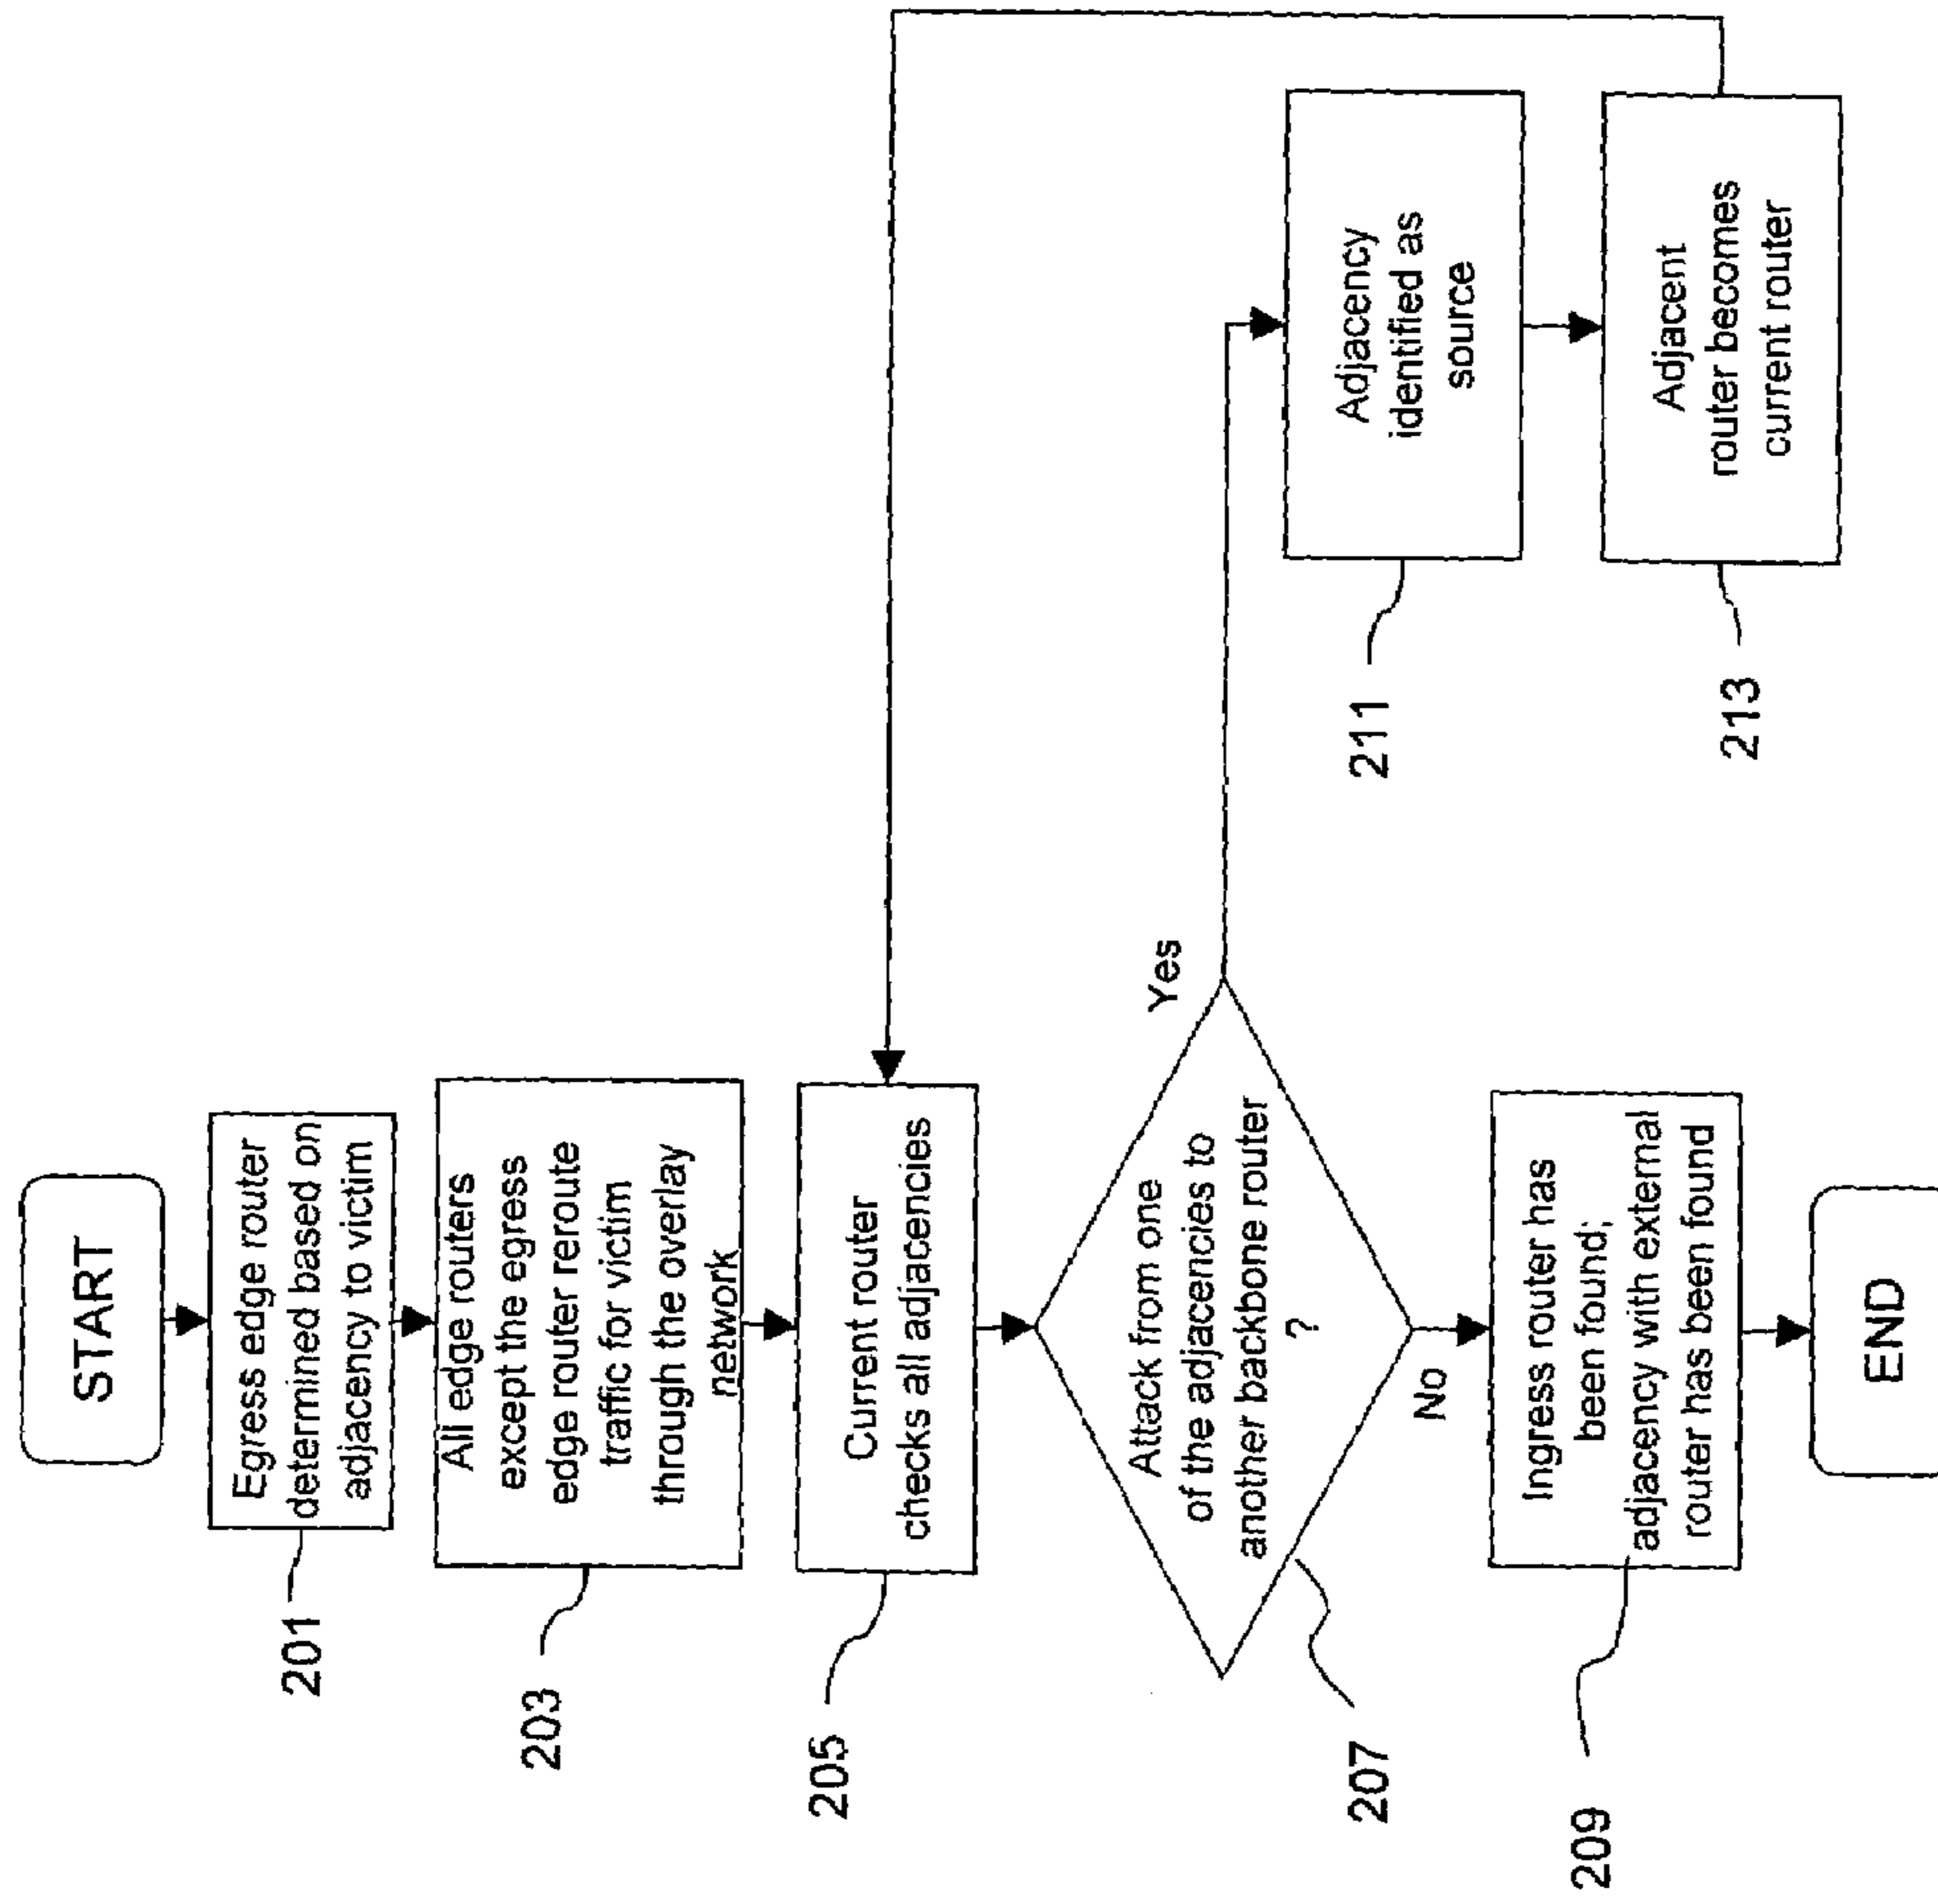 START
Egress edge router
determined based on
adjacency to victim
201
All edge routers
except the egress
edge router reroute
traffic for victim
through the overlay
network
203
Current router
checks all adjacencies
205
Attack from one
of the adjacencies to
another backbone router
?
207
Yes
No
Adjacency
identified as
source
211
Adjacent
router becomes
current router
213
Ingress router has
been found;
adjacency with external
router has been found
209
END